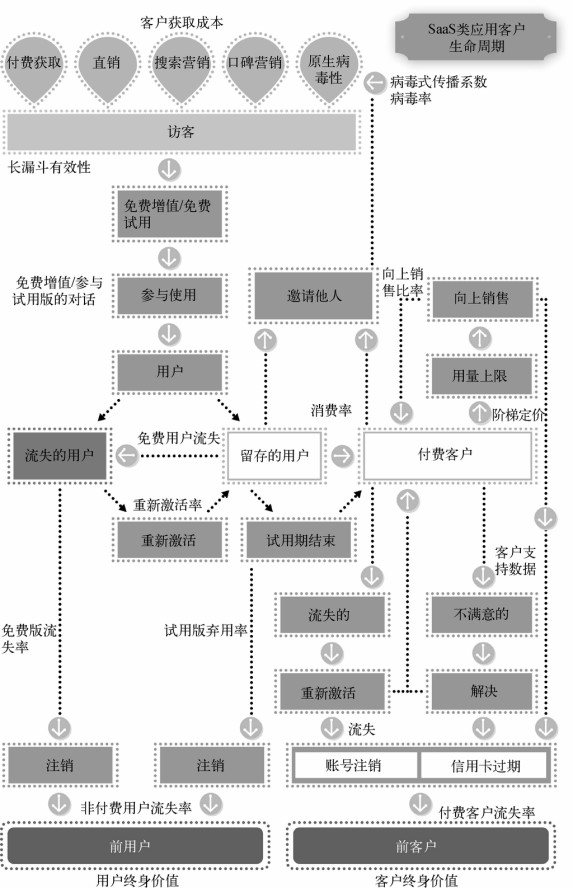 客户获取成本
SaaS类应用客户
生命周期
付费获取
直销
搜索营销
口碑营销
原生病
毒性
病毒式传播系数
病毒率
访客
长漏斗有效性
免费增值/免费
试用
免费增值/参与
试用版的对话
参与使用
邀请他人
向上销
售比率
向上销售
用户
用量上限
消费率
阶梯定价
流失的用户
免费用户流失
留存的用户
付费客户
重新激活率
重新激活
试用期结束
客户支
持数据
免费版流
失率
试用版弃用率
流失的
不满意的
重新激活
解决
流失
注销
注销
账号注销
信用卡过期
非付费用户流失率
付费客户流失率
前用户
前客户
用户终身价值
客户终身价值